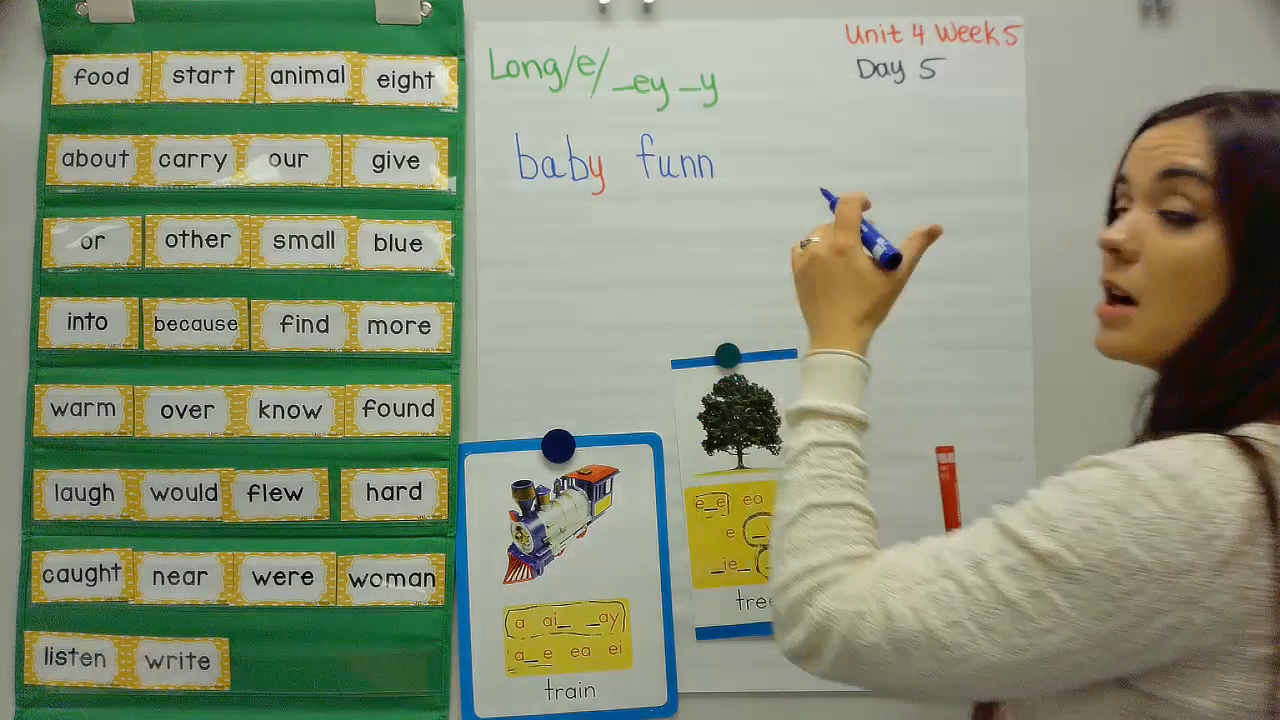 food start animal eight
about carry our give
or other small blue
into because find more
warm over know found
laugh would flew hard
caught near were woman
listen write
Unit 4 Week 5
Day 5
Long/e/ _ey _y
baby funn
e_e ea
e
_ie_
tree
a ai_ _ay
a_e ea ei
train